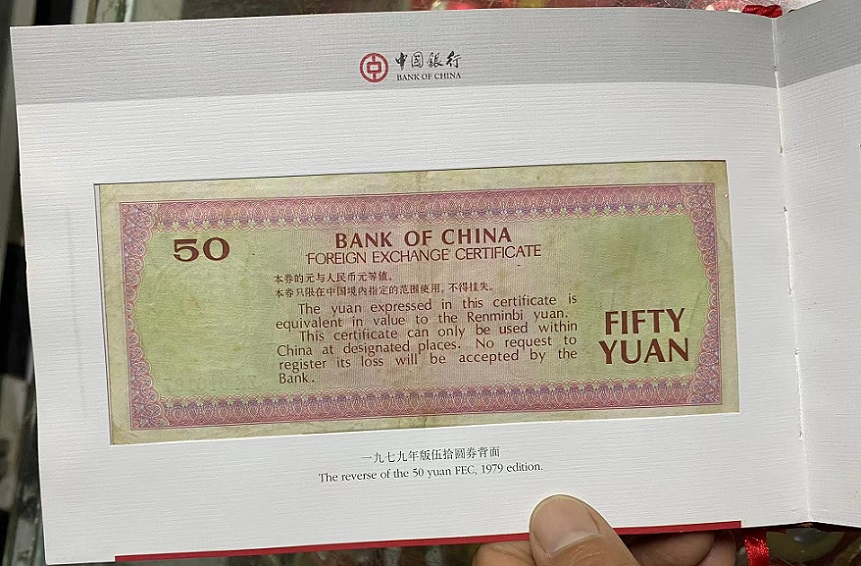 中国銀行
BANK OF CHINA
50
BANK OF CHINA
FOREIGN EXCHANGE CERTIFICATE
本券的元与人民币元等值。
本券只限在中国境内指定的范围使用,不得挂失。
The yuan expressed in this certificate is
equivalent in value to the Renminbi yuan.
This certificate can only be used within
China at designated places. No request to
register its loss will be accepted by the
Bank.
FIFTY
YUAN
一九七九年版伍拾圆券背面
The reverse of the 50 yuan FEC, 1979 edition.